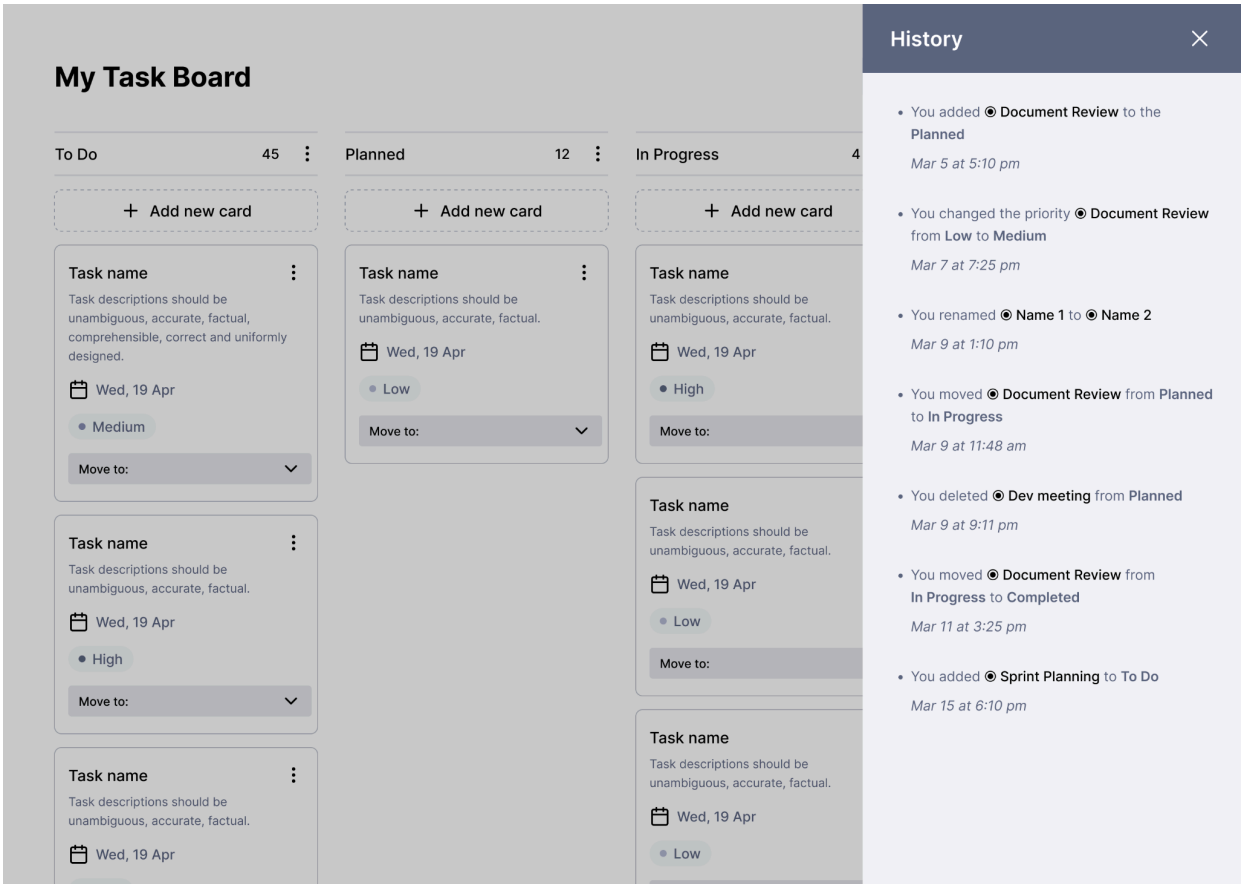 My Task Board
To Do 45
+ Add new card
Task name
Task descriptions should be
unambiguous, accurate, factual,
comprehensible, correct and uniformly
designed.
Wed, 19 Apr
• Medium
Move to:
Task name
Task descriptions should be
unambiguous, accurate, factual.
Wed, 19 Apr
• High
Move to:
Task name
Task descriptions should be
unambiguous, accurate, factual.
Wed, 19 Apr
Planned 12
+ Add new card
Task name
Task descriptions should be
unambiguous, accurate, factual.
Wed, 19 Apr
• Low
Move to:
In Progress 4
+ Add new card
Task name
Task descriptions should be
unambiguous, accurate, factual.
Wed, 19 Apr
• High
Move to:
Task name
Task descriptions should be
unambiguous, accurate, factual.
Wed, 19 Apr
• Low
Move to:
Task name
Task descriptions should be
unambiguous, accurate, factual.
Wed, 19 Apr
• Low
History
• You added ◉ Document Review to the
Planned
Mar 5 at 5:10 pm
• You changed the priority ◉ Document Review
from Low to Medium
Mar 7 at 7:25 pm
• You renamed ◉ Name 1 to ◉ Name 2
Mar 9 at 1:10 pm
• You moved ◉ Document Review from Planned
to In Progress
Mar 9 at 11:48 am
• You deleted ◉ Dev meeting from Planned
Mar 9 at 9:11 pm
• You moved ◉ Document Review from
In Progress to Completed
Mar 11 at 3:25 pm
• You added ◉ Sprint Planning to To Do
Mar 15 at 6:10 pm